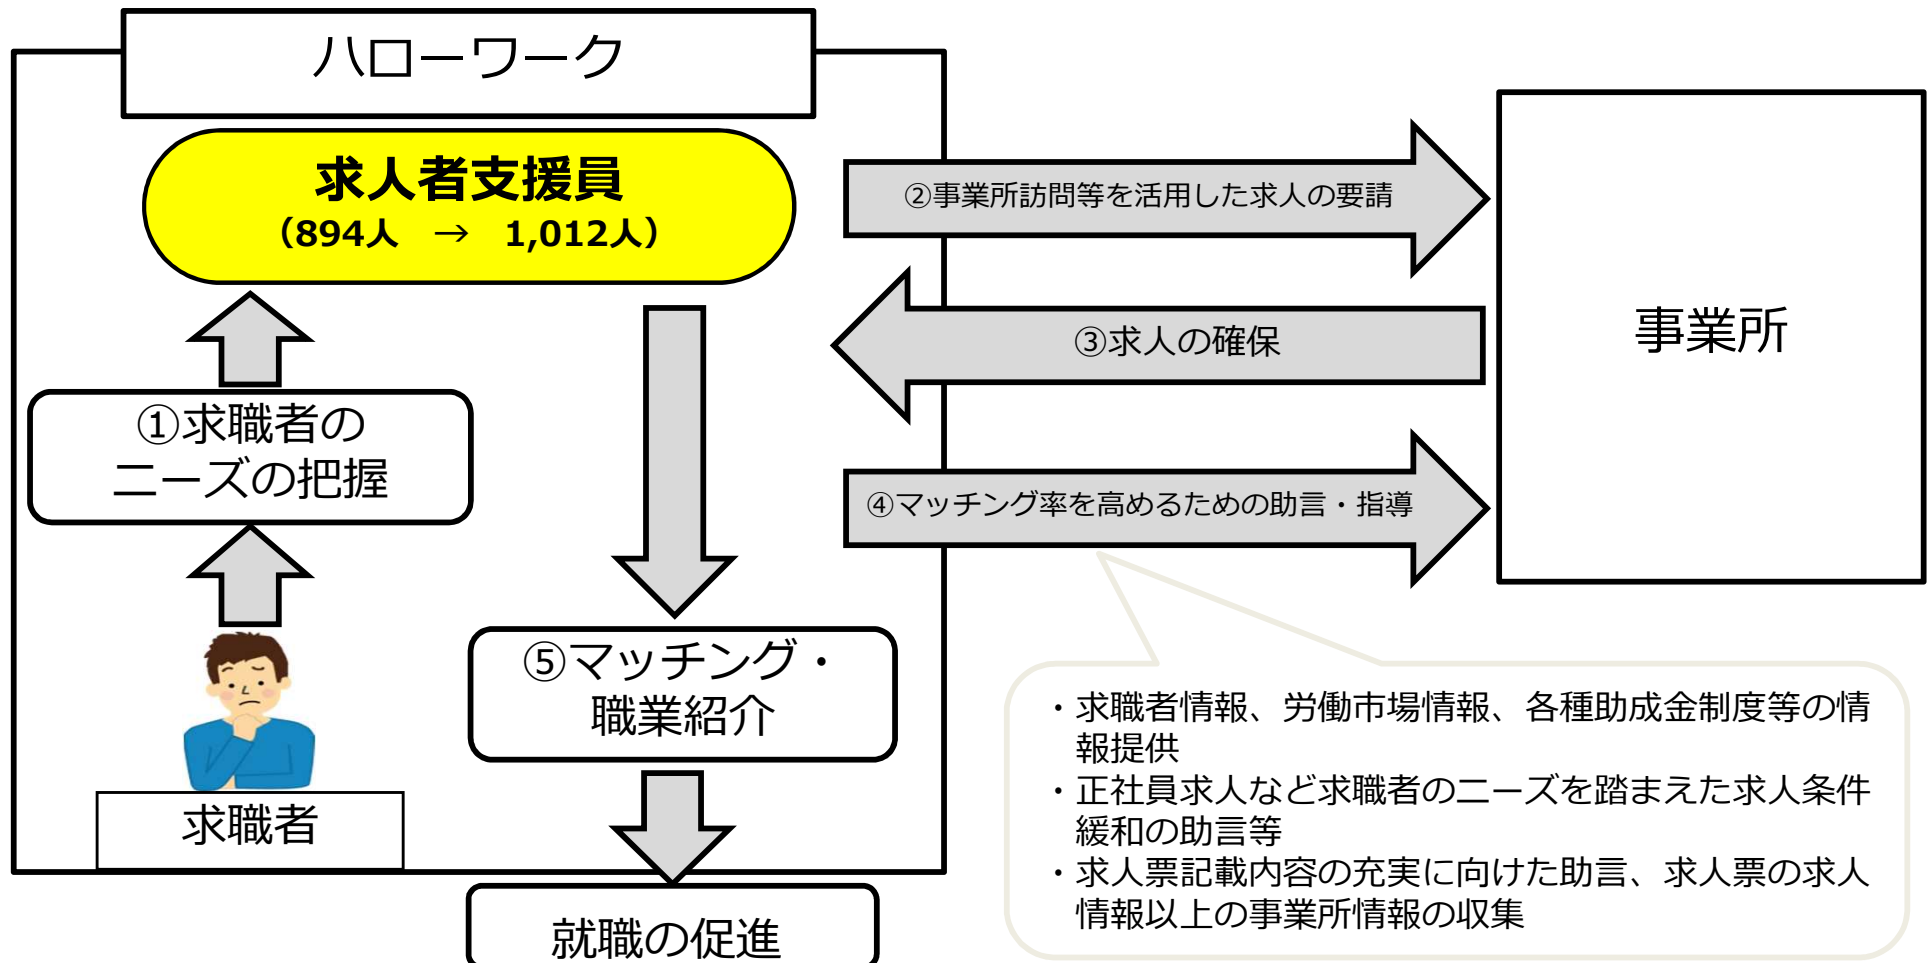 ハローワーク
求人者支援員
（894人　→　1,012人）
②事業所訪問等を活用した求人の要請
③求人の確保
事業所
①求職者の
ニーズの把握
④マッチング率を高めるための助言・指導
⑤マッチング・
職業紹介
求職者
・求職者情報、労働市場情報、各種助成金制度等の情
報提供
・正社員求人など求職者のニーズを踏まえた求人条件
緩和の助言等
・求人票記載内容の充実に向けた助言、求人票の求人
情報以上の事業所情報の収集
就職の促進